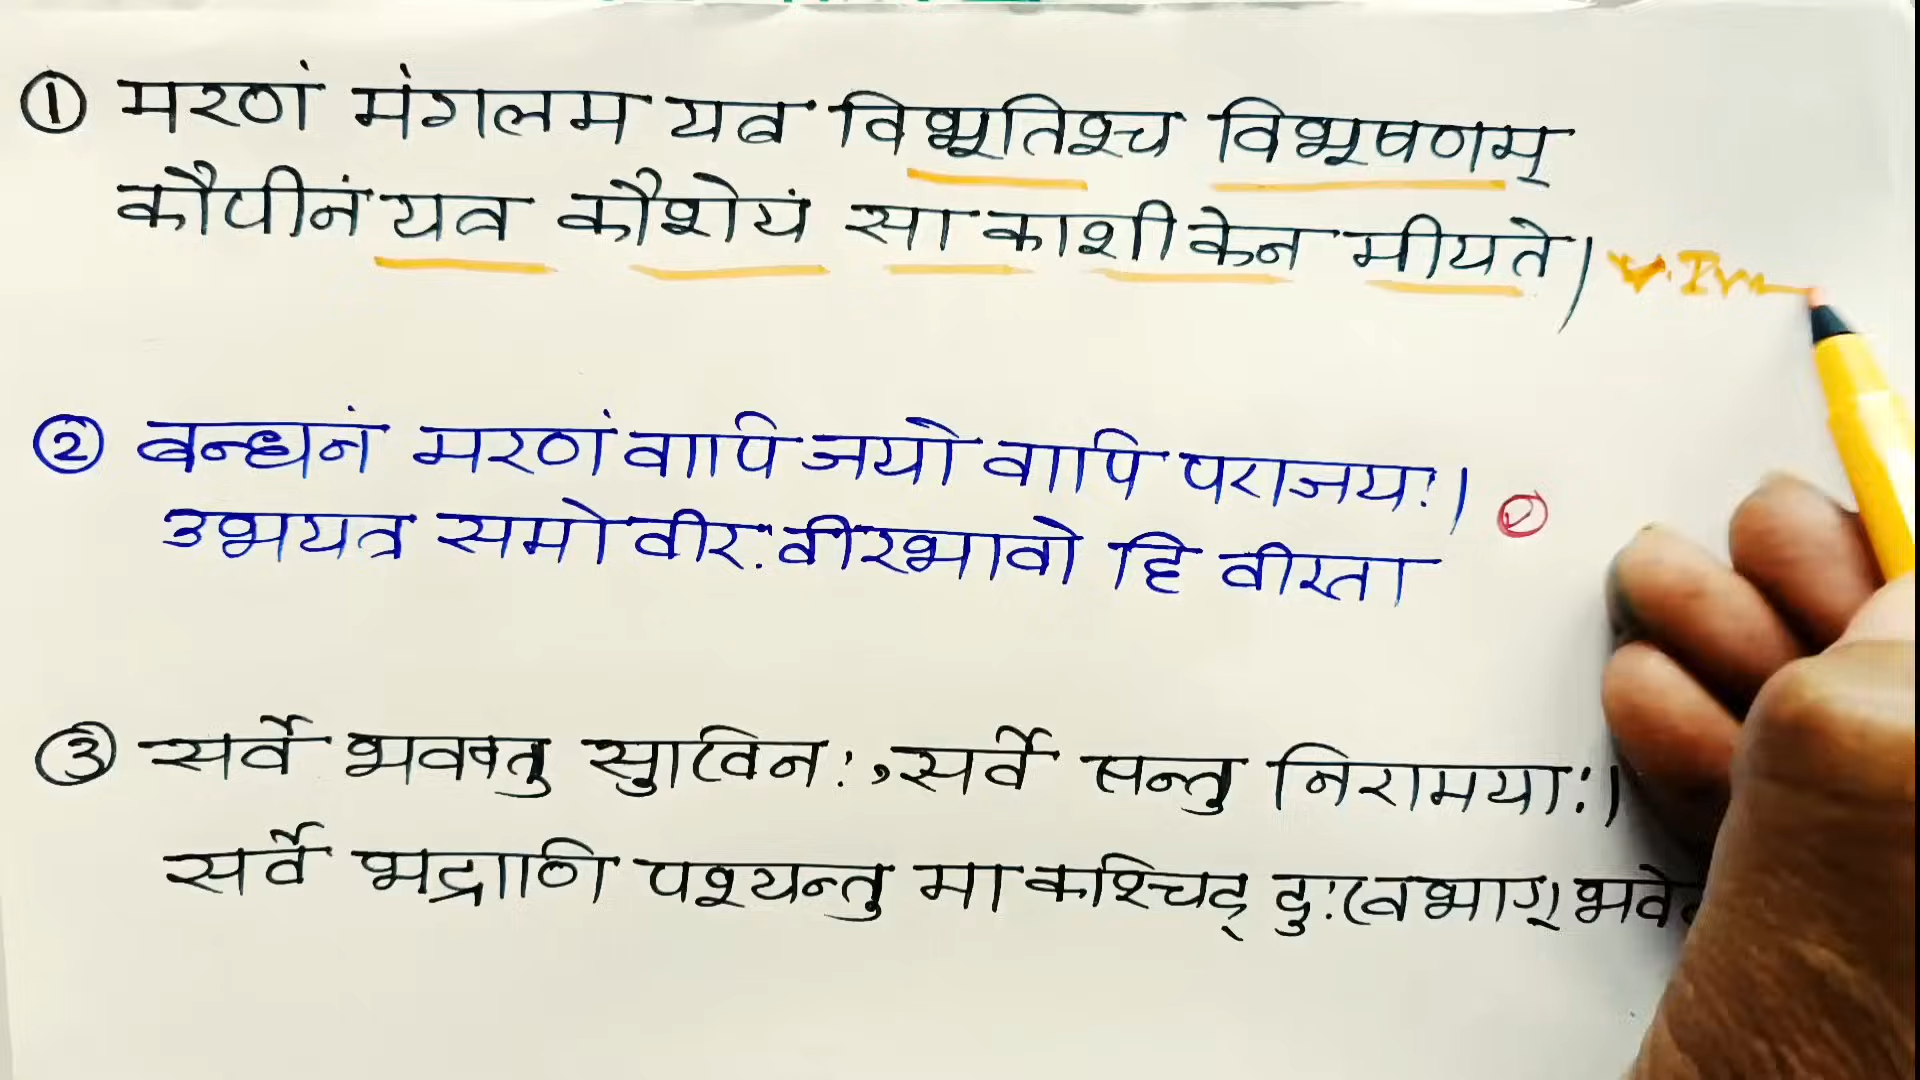 ① मरणं मंगलम यत्र विभूतिश्च विभूषणम्
कौपीनं यत्र कौशेयं सा काशी केन मीयते।
② बन्धनं मरणं वापि जयो वापि पराजयः।
उभयत्र समो वीरः वीरभावो हि वीरता
③ सर्वे भवन्तु सुखिनः, सर्वे सन्तु निरामयाः।
सर्वे भद्राणि पश्यन्तु मा कश्चिद् दुःखभाग् भवे